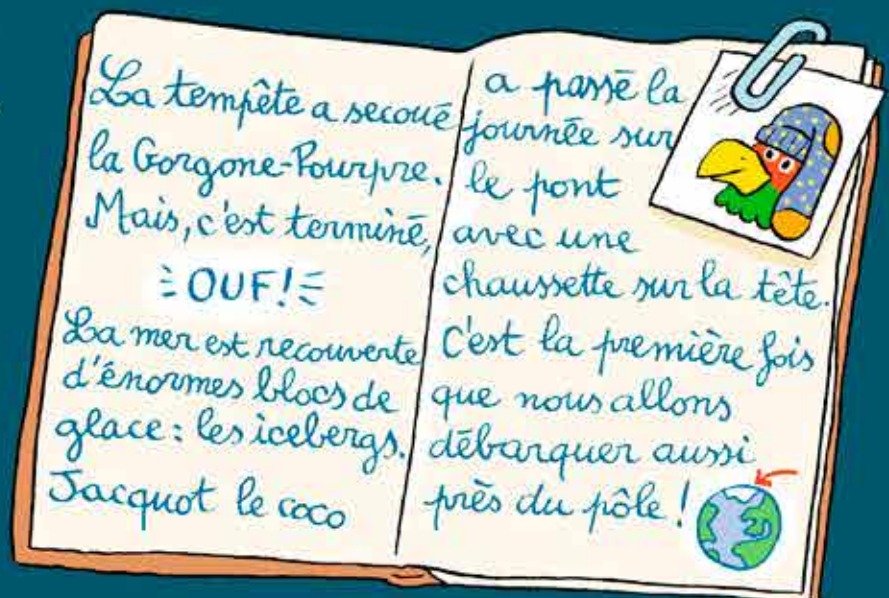 La tempête a secoué
la Gorgone-Pourpre.
Mais, c'est terminé,
OUF!
La mer est recouverte
d'énormes blocs de
glace : les icebergs.
Jacquot le coco
a passé la
journée sur
le pont
avec une
chaussette sur la tête.
C'est la première fois
que nous allons
débarquer aussi
près du pôle !